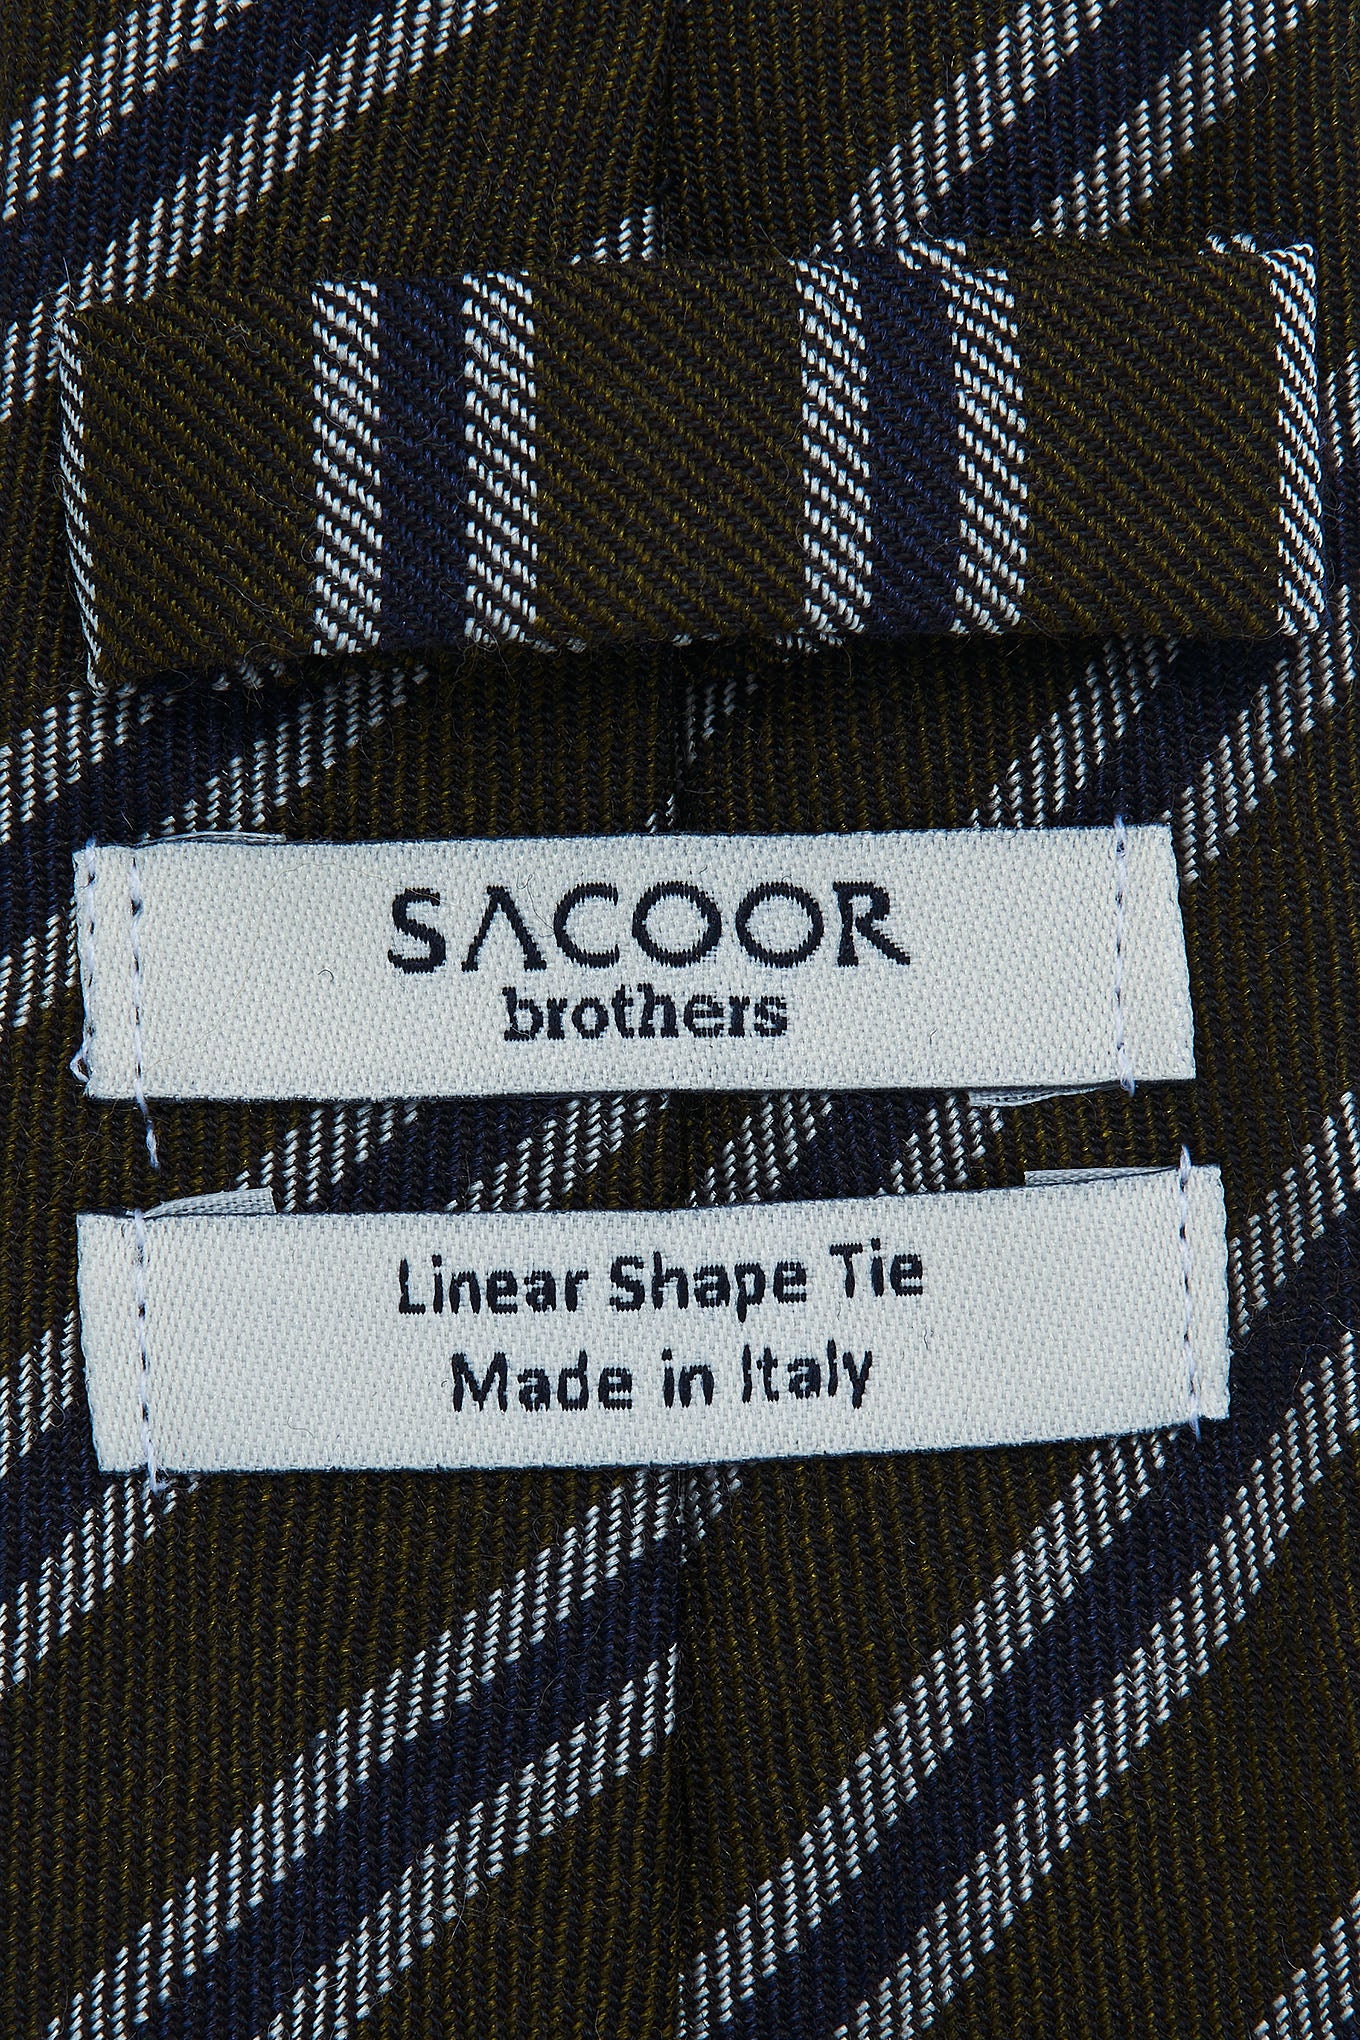 SACOOR
brothers
Linear Shape Tie
Made in Italy